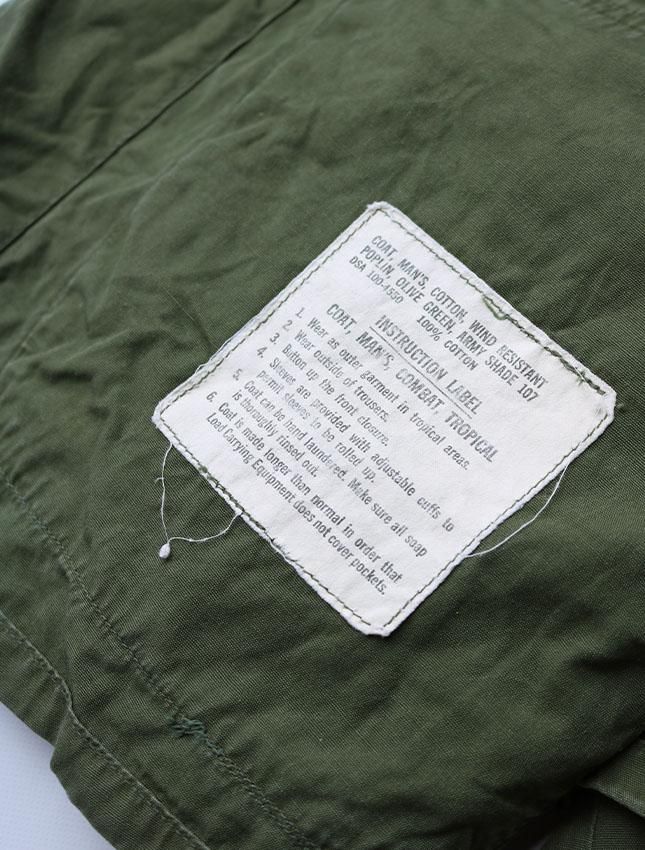 COAT, MAN'S, COTTON, WIND RESISTANT
POPLIN, OLIVE GREEN, ARMY SHADE 107
DSA 100-4550 100% COTTON
INSTRUCTION LABEL
COAT, MAN'S, COMBAT, TROPICAL
1. Wear as outer garment in tropical areas.
2. Wear outside of trousers.
3. Button up the front closure.
4. Sleeves are provided with adjustable cuffs to
permit sleeves to be rolled up.
5. Coat can be hand laundered. Make sure all soap
is thoroughly rinsed out.
6. Coat is made longer than normal in order that
Load Carrying Equipment does not cover pockets.